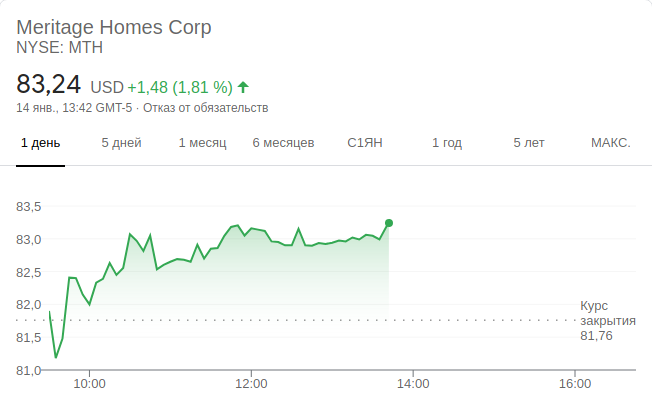 Meritage Homes Corp
NYSE: MTH
83,24 USD +1,48 (1,81 %)
14 янв., 13:42 GMT-5 · Отказ от обязательств
1 день 5 дней 1 месяц 6 месяцев С1ЯН 1 год 5 лет МАКС.
83,5
83,0
82,5
82,0
81,5
81,0
Курс
закрытия
81,76
10:00 12:00 14:00 16:00